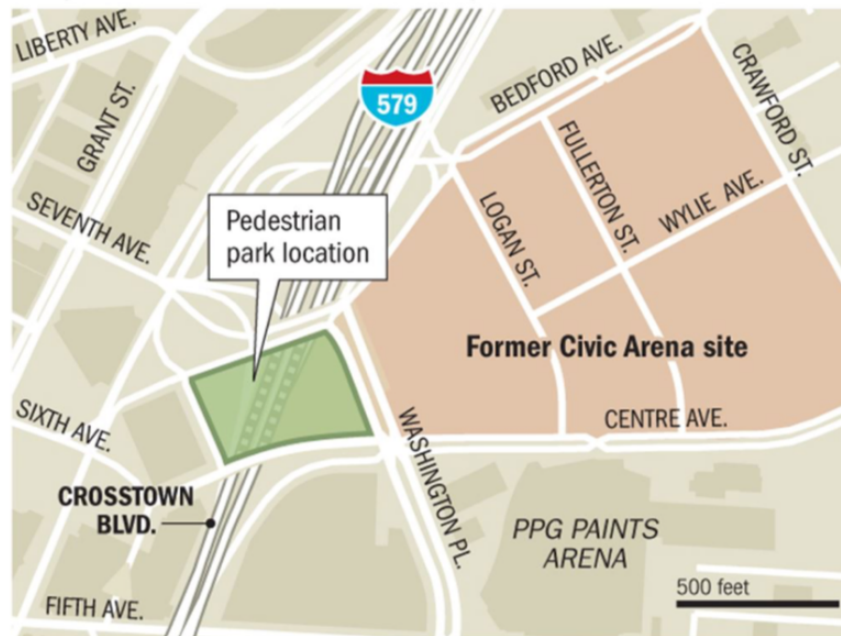 LIBERTY AVE.
GRANT ST.
579
BEDFORD AVE.
CRAWFORD ST.
FULLERTON ST.
WYLIE AVE.
LOGAN ST.
SEVENTH AVE.
Pedestrian
park location
Former Civic Arena site
SIXTH AVE.
WASHINGTON PL.
CENTRE AVE.
CROSSTOWN
BLVD.
PPG PAINTS
ARENA
500 feet
FIFTH AVE.